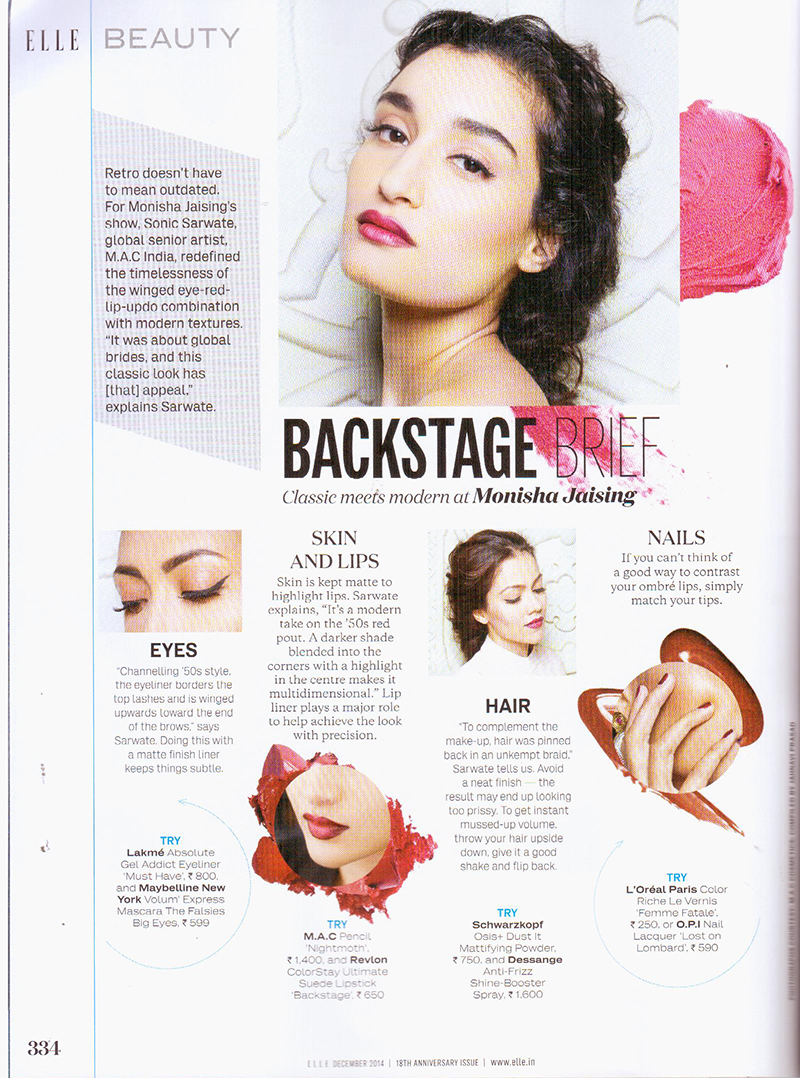 ELLE BEAUTY
Retro doesn't have
to mean outdated.
For Monisha Jaising's
show, Sonic Sarwate,
global senior artist,
M.A.C India, redefined
the timelessness of
the winged eye-red-
lip-updo combination
with modern textures.
"It was about global
brides, and this
classic look has
[that] appeal,"
explains Sarwate.
BACKSTAGE BRIEF
Classic meets modern at Monisha Jaising
EYES
"Channelling '50s style,
the eyeliner borders the
top lashes and is winged
upwards toward the end
of the brows," says
Sarwate. Doing this with
a matte finish liner
keeps things subtle.
TRY
Lakmé Absolute
Gel Addict Eyeliner
'Must Have', ₹ 800,
and Maybelline New
York Volum' Express
Mascara The Falsies
Big Eyes, ₹ 599
SKIN
AND LIPS
Skin is kept matte to
highlight lips. Sarwate
explains, "It's a modern
take on the '50s red
pout. A darker shade
blended into the
corners with a highlight
in the centre makes it
multidimensional." Lip
liner plays a major role
to help achieve the look
with precision.
TRY
M.A.C Pencil
'Nightmoth',
₹ 1,400, and Revlon
ColorStay Ultimate
Suede Lipstick
'Backstage', ₹ 650
HAIR
"To complement the
make-up, hair was pinned
back in an unkempt braid,"
Sarwate tells us. Avoid
a neat finish — the
result may end up looking
too prissy. To get instant
mussed-up volume,
throw your hair upside
down, give it a good
shake and flip back.
TRY
Schwarzkopf
Osis+ Dust It
Mattifying Powder,
₹ 750, and Dessange
Anti-Frizz
Shine-Booster
Spray, ₹ 1,600
NAILS
If you can't think of
a good way to contrast
your ombré lips, simply
match your tips.
TRY
L'Oréal Paris Color
Riche Le Vernis
'Femme Fatale',
₹ 250, or O.P.I Nail
Lacquer 'Lost on
Lombard', ₹ 590
PHOTOGRAPHS COURTESY: M.A.C COSMETICS; COMPILED BY JAHNAVI PRASAD
334
ELLE DECEMBER 2014 | 18TH ANNIVERSARY ISSUE | www.elle.in